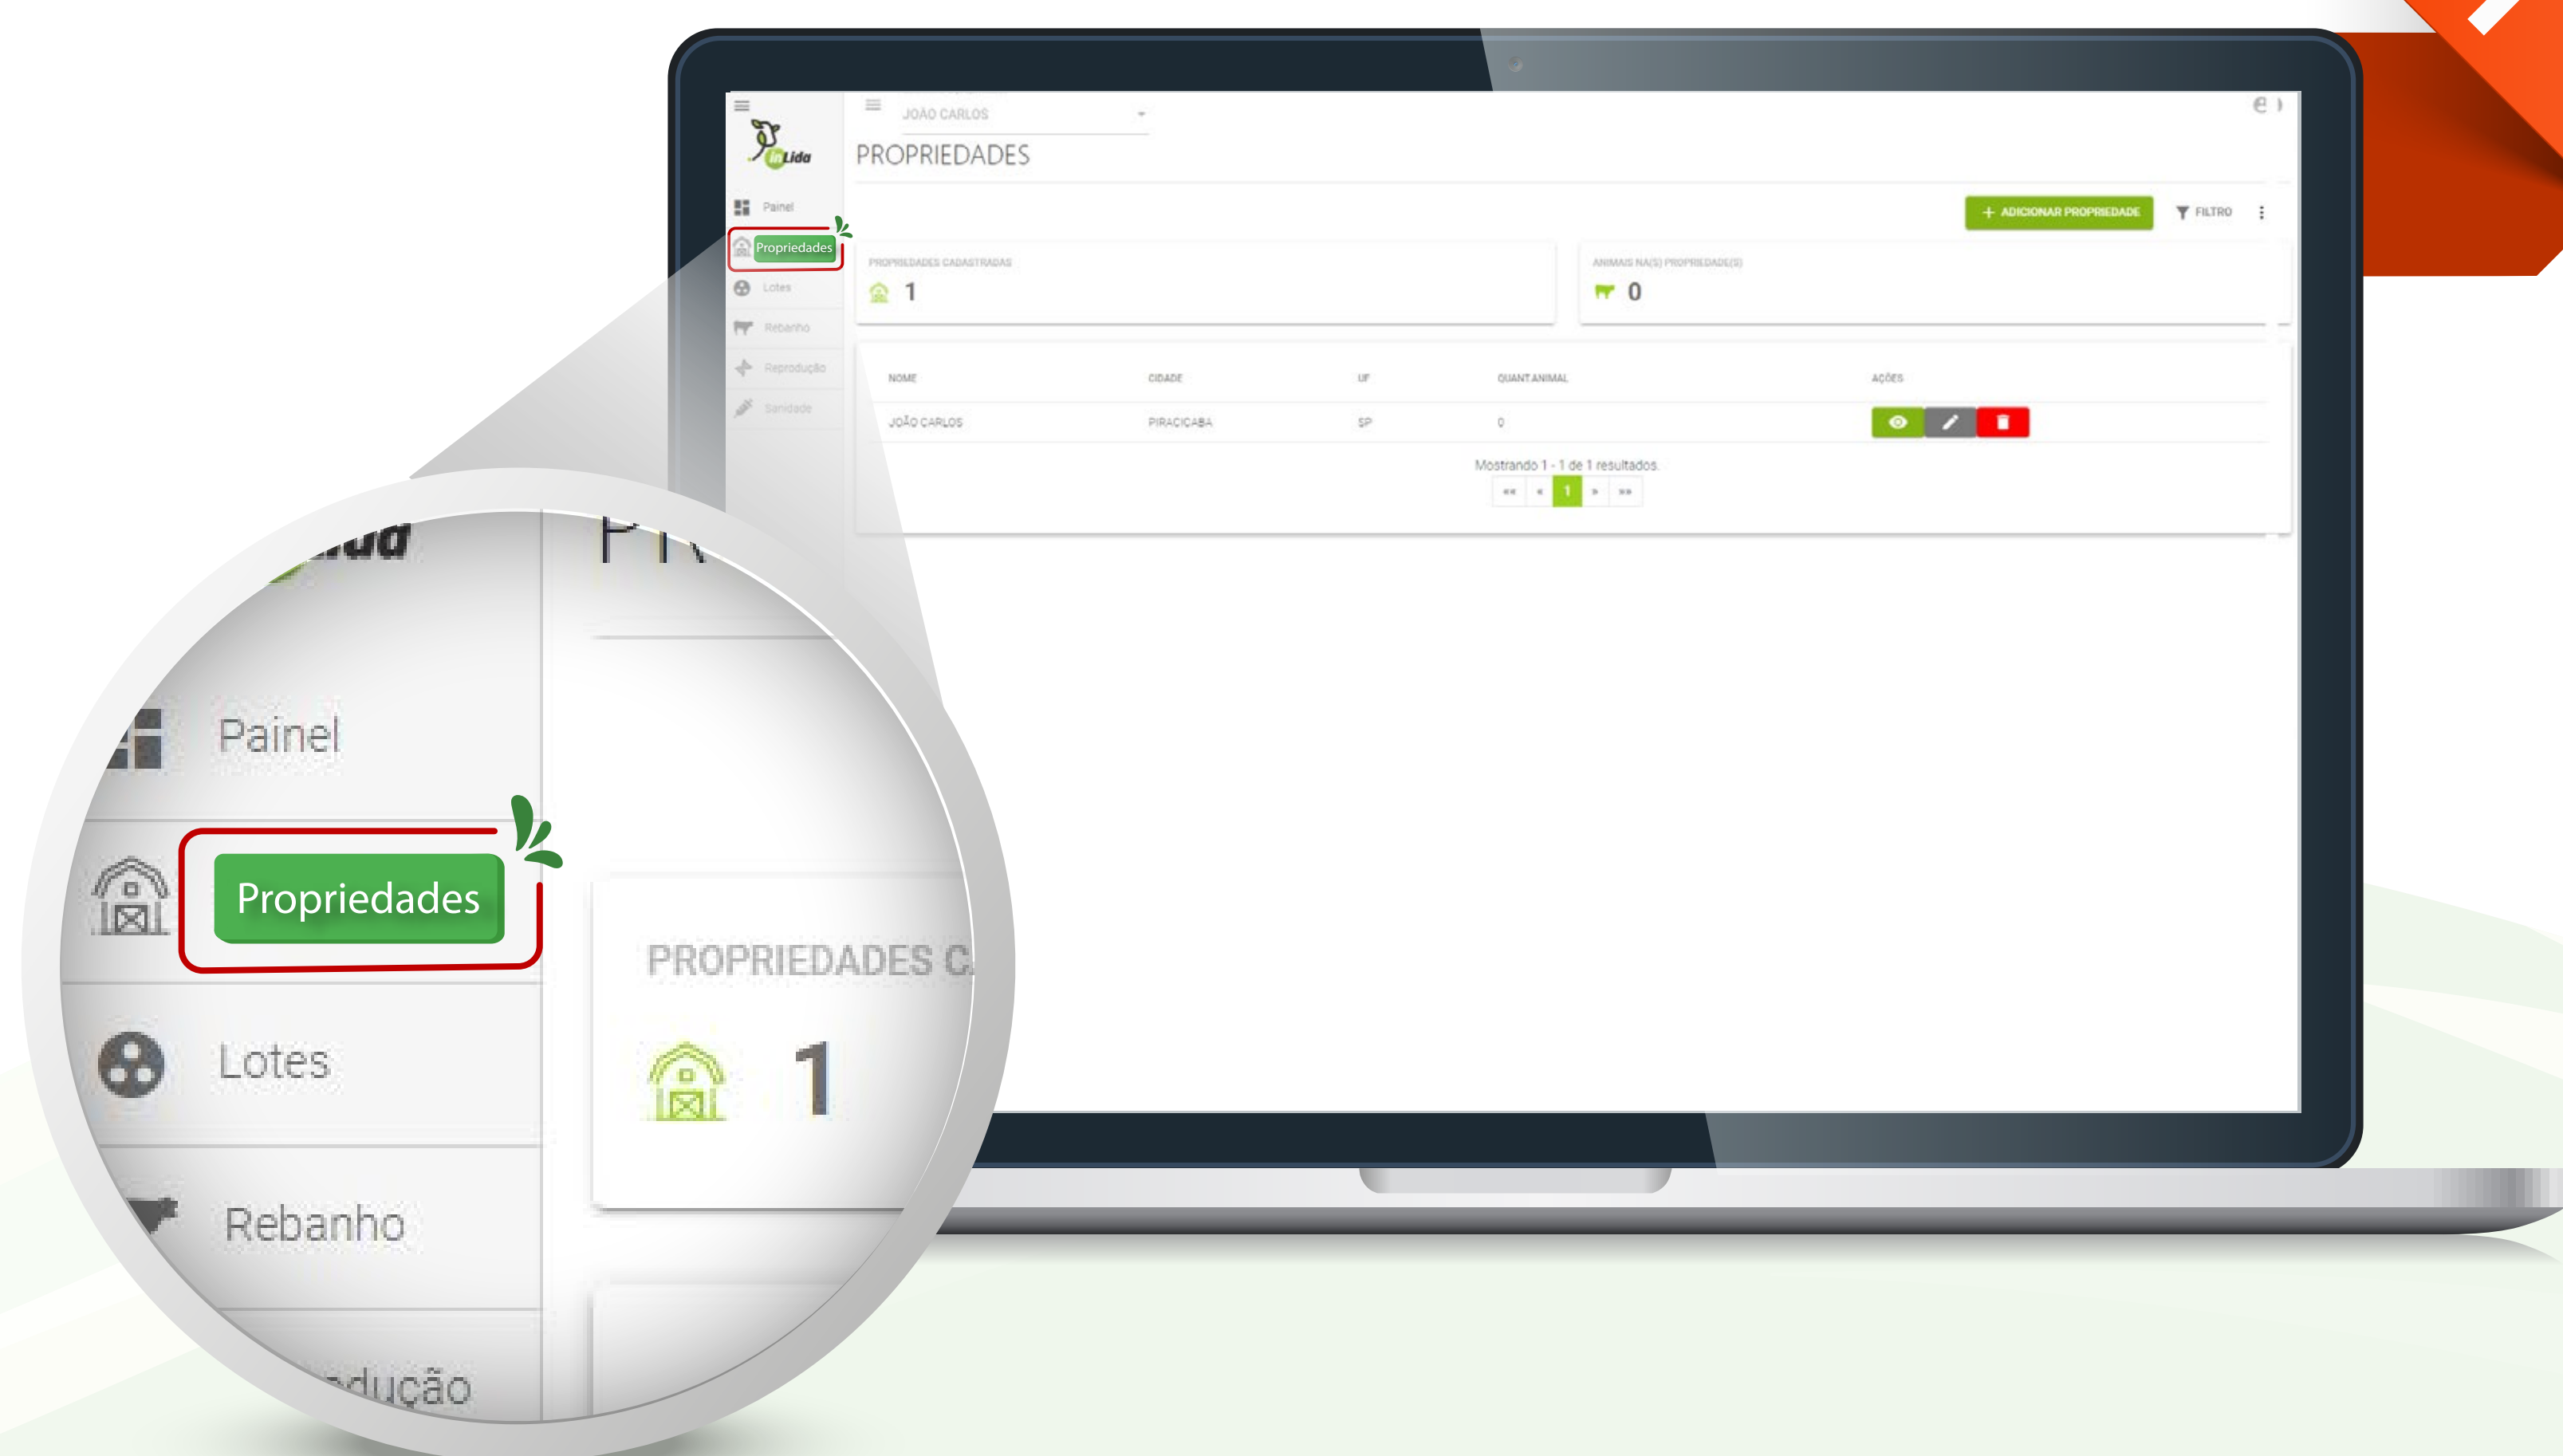 JOÃO CARLOS
inLida
PROPRIEDADES
Painel
+ ADICIONAR PROPRIEDADE
FILTRO
Propriedades
PROPRIEDADES CADASTRADAS
ANIMAIS NA(S) PROPRIEDADE(S)
Lotes
1
0
Rebanho
Reprodução
NOME
CIDADE
UF
QUANT.ANIMAL
AÇÕES
Sanidade
JOÃO CARLOS
PIRACICABA
SP
0
Mostrando 1 - 1 de 1 resultados.
«« « 1 » »»
Painel
Propriedades
PROPRIEDADES
Lotes
1
Rebanho